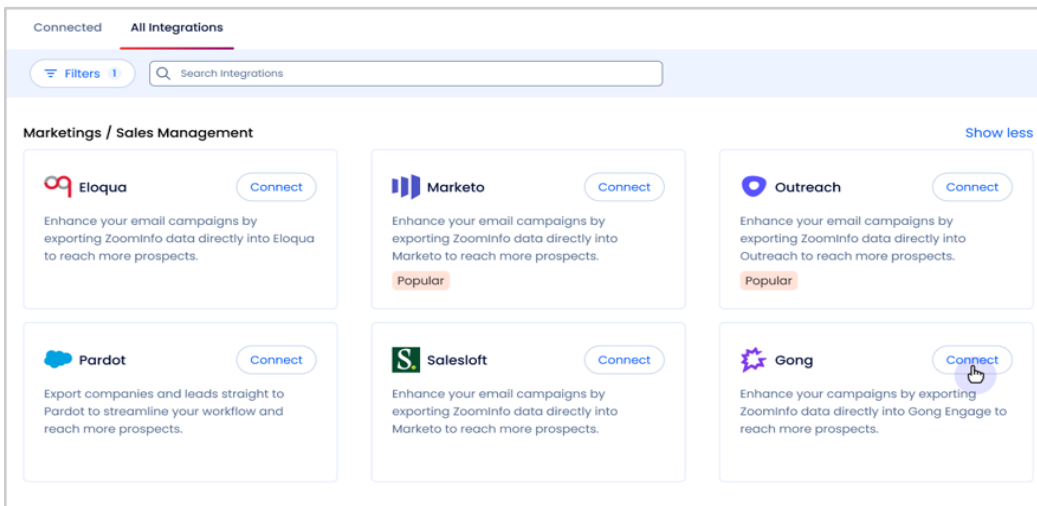 Connected All Integrations
Filters 1 Search Integrations
Marketings / Sales Management Show less
Eloqua Connect
Enhance your email campaigns by
exporting ZoomInfo data directly into Eloqua
to reach more prospects.
Marketo Connect
Enhance your email campaigns by
exporting ZoomInfo data directly into
Marketo to reach more prospects.
Popular
Outreach Connect
Enhance your email campaigns by
exporting ZoomInfo data directly into
Outreach to reach more prospects.
Popular
Pardot Connect
Export companies and leads straight to
Pardot to streamline your workflow and
reach more prospects.
S. Salesloft Connect
Enhance your email campaigns by
exporting ZoomInfo data directly into
Marketo to reach more prospects.
Gong Connect
Enhance your campaigns by exporting
ZoomInfo data directly into Gong Engage to
reach more prospects.